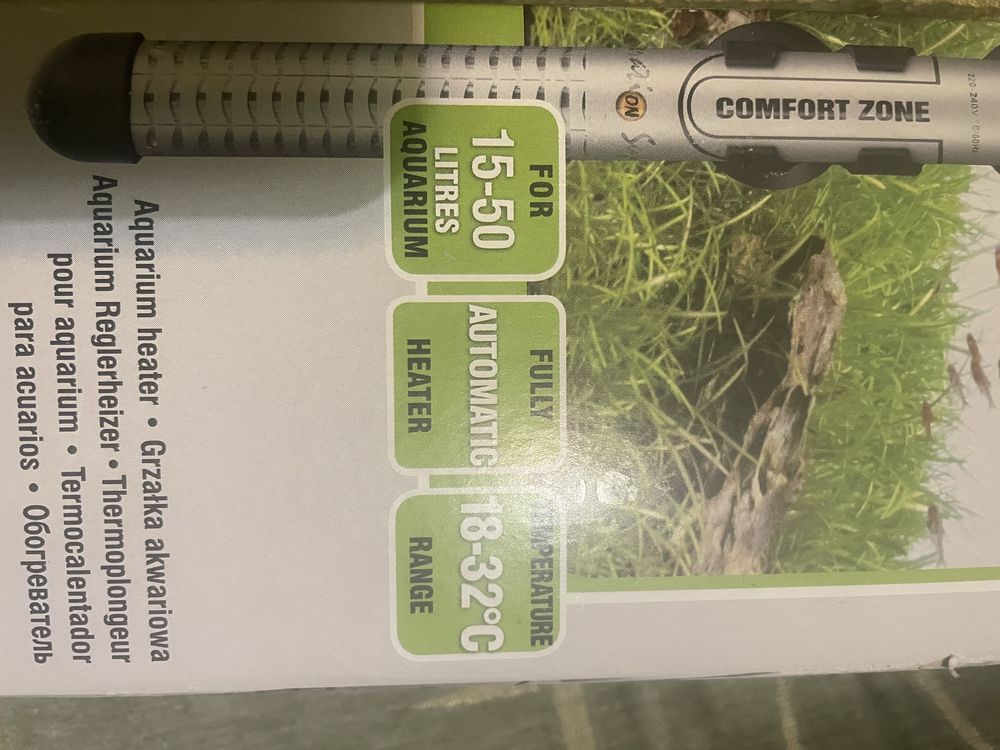 COMFORT ZONE
220-240V
ON
FOR
15-50
LITRES
AQUARIUM
FULLY
AUTOMATIC
HEATER
TEMPERATURE
18-32°C
RANGE
Aquarium heater • Grzałka akwariowa
Aquarium Reglerheizer • Thermoplongeur
pour aquarium • Termocalentador
para acuarios • Обогреватель